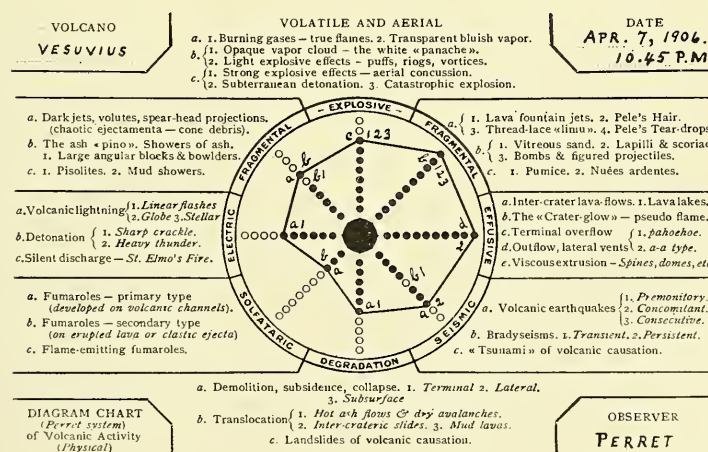 VOLCANO
VESUVIUS
VOLATILE AND AERIAL
a. 1. Burning gases — true flaines. 2. Transparent bluish vapor.
b. { 1. Opaque vapor cloud – the white «panache».
2. Light explosive effects – puffs, riogs, vortices.
c. { 1. Strong explosive effects — aerial concussion.
2. Subterranean detonation. 3. Catastrophic explosion.
DATE
APR. 7, 1906.
10.45 P.M
a. Dark jets, volutes, spear-head projections.
(chaotic ejectamenta — cone debris).
b. The ash «pino». Showers of ash.
1. Large angular blocks & bowlders.
c. 1. Pisolites. 2. Mud showers.
a. { 1. Lava fountain jets. 2. Pele's Hair.
3. Thread-lace «limu». 4. Pele's Tear-drops
b. { 1. Vitreous sand. 2. Lapilli & scoriae
3. Bombs & figured projectiles.
c. 1. Pumice. 2. Nuées ardentes.
a. Volcanic lightning { 1. Linear flashes
2. Globe 3. Stellar
b. Detonation { 1. Sharp crackle.
2. Heavy thunder.
c. Silent discharge — St. Elmo's Fire.
a. Inter-crater lava-flows. 1. Lava lakes.
b. The «Crater-glow» — pseudo flame.
c. Terminal overflow { 1. pahoehoe.
d. Outflow, lateral vents 2. a-a type.
e. Viscous extrusion – Spines, domes, etc
a. Fumaroles — primary type
(developed on volcanic channels).
b. Fumaroles — secondary type
(on erupted lava or clastic ejecta)
c. Flame-emitting fumaroles.
a. Volcanic earthquakes { 1. Premonitory.
2. Concomitant.
3. Consecutive.
b. Bradyseisms. 1. Transient. 2. Persistent.
c. «Tsunami» of volcanic causation.
- EXPLOSIVE -
FRAGMENTAL
FRAGMENTAL
ELECTRIC
EFFUSIVE
SOLFATARIC
SEISMIC
DEGRADATION
c 123
b
a b1
b
123
a1
d
2
b
a
b1
a1
a 2
a. Demolition, subsidence, collapse. 1. Terminal 2. Lateral.
3. Subsurface
b. Translocation { 1. Hot ash flows & dry avalanches.
2. Inter-crateric slides. 3. Mud lavas.
c. Landslides of volcanic causation.
DIAGRAM CHART
(Perret system)
of Volcanic Activity
(Physical)
OBSERVER
PERRET